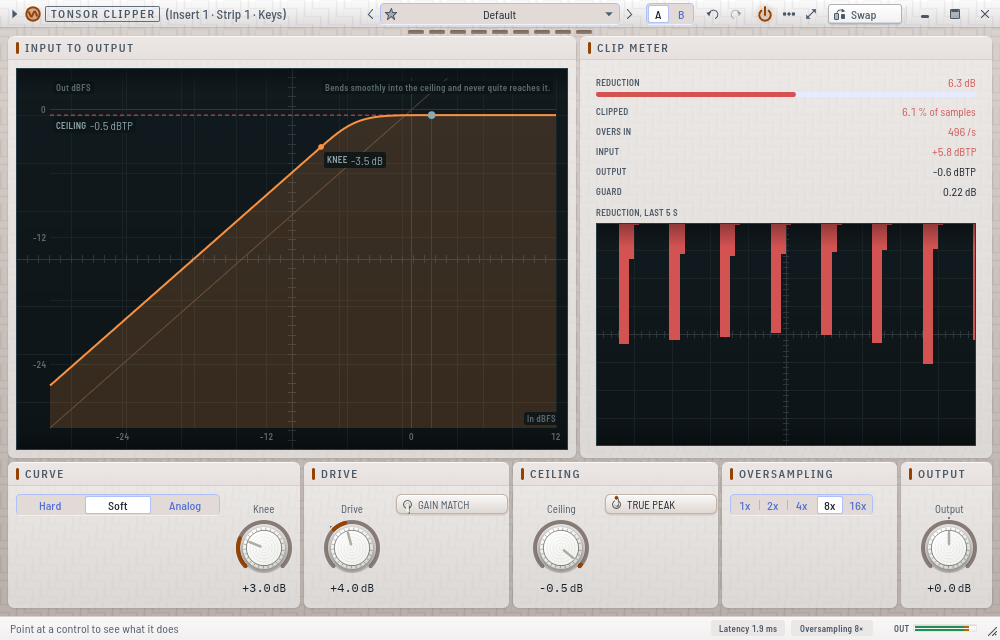 TONSOR CLIPPER (Insert 1 · Strip 1 · Keys) Default A B Swap
INPUT TO OUTPUT
Out dBFS
Bends smoothly into the ceiling and never quite reaches it.
0
CEILING -0.5 dBTP
KNEE -3.5 dB
-12
-24
In dBFS
-24 -12 0 12
CLIP METER
REDUCTION 6.3 dB
CLIPPED 6.1 % of samples
OVERS IN 496 /s
INPUT +5.8 dBTP
OUTPUT -0.6 dBTP
GUARD 0.22 dB
REDUCTION, LAST 5 S
CURVE
Hard Soft Analog
Knee
+3.0 dB
DRIVE
Drive
GAIN MATCH
+4.0 dB
CEILING
Ceiling
TRUE PEAK
-0.5 dB
OVERSAMPLING
1x 2x 4x 8x 16x
OUTPUT
Output
+0.0 dB
Point at a control to see what it does
Latency 1.9 ms
Oversampling 8×
OUT